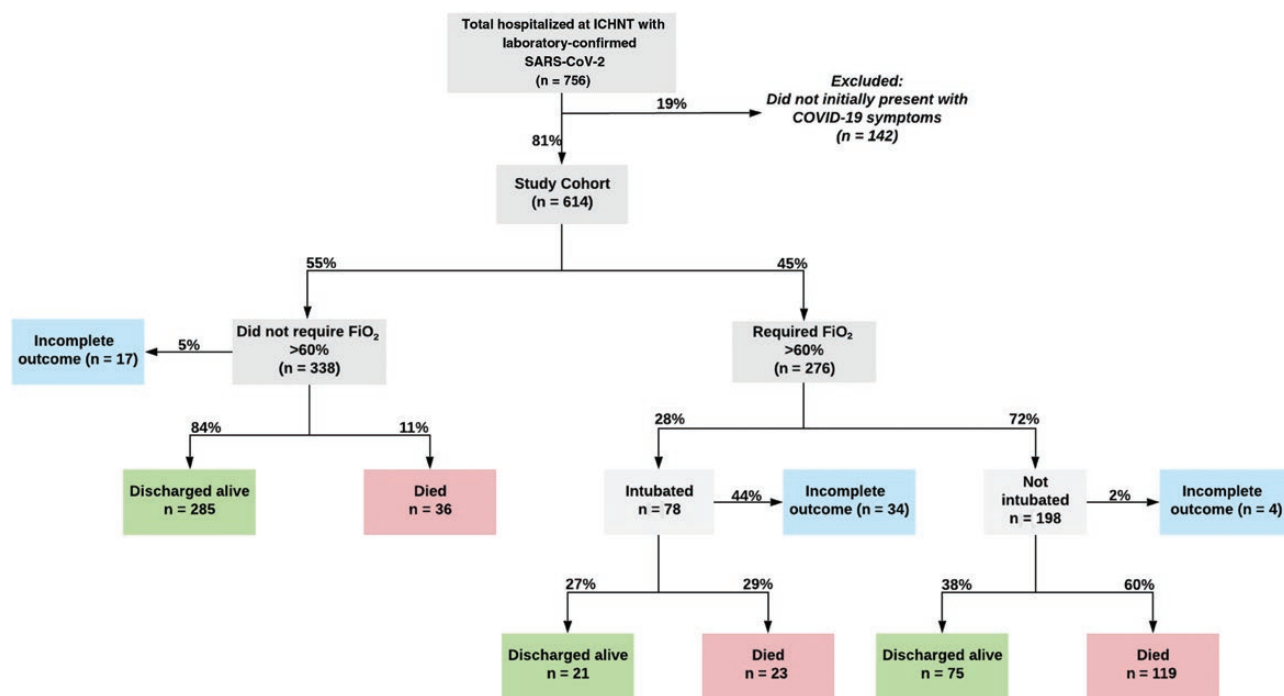 Total hospitalized at ICHNT with
laboratory-confirmed
SARS-CoV-2
(n = 756)
Excluded:
Did not initially present with
COVID-19 symptoms
(n = 142)
19%
81%
Study Cohort
(n = 614)
55%
45%
Incomplete
outcome (n = 17)
5%
Did not require FiO₂
>60%
(n = 338)
Required FiO₂
>60%
(n = 276)
84%
11%
28%
72%
Discharged alive
n = 285
Died
n = 36
Intubated
n = 78
44%
Incomplete
outcome (n = 34)
Not
intubated
n = 198
2%
Incomplete
outcome (n = 4)
27%
29%
38%
60%
Discharged alive
n = 21
Died
n = 23
Discharged alive
n = 75
Died
n = 119